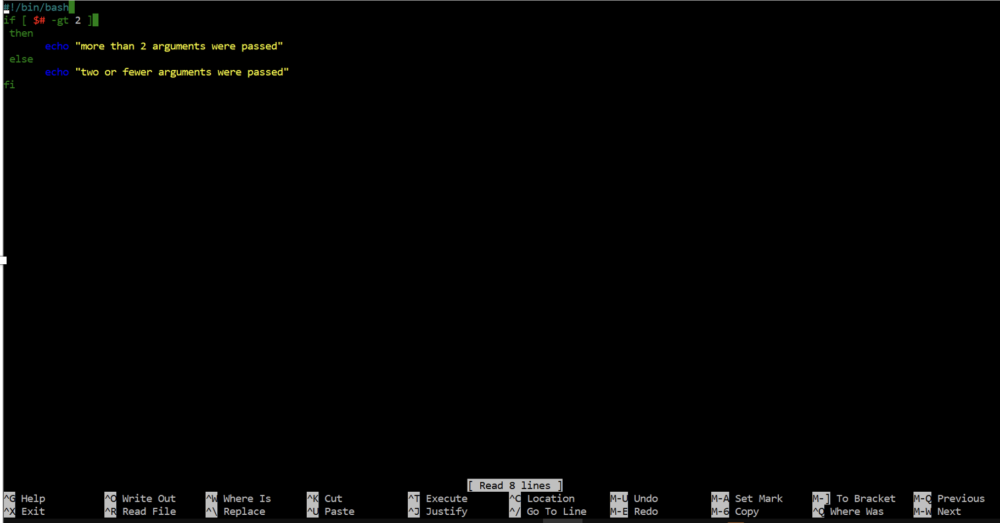 #!/bin/bash
if [ $# -gt 2 ]
 then
       echo "more than 2 arguments were passed"
 else
       echo "two or fewer arguments were passed"
fi
[ Read 8 lines ]
^G Help ^O Write Out ^W Where Is ^K Cut ^T Execute ^C Location M-U Undo M-A Set Mark M-] To Bracket M-Q Previous
^X Exit ^R Read File ^\ Replace ^U Paste ^J Justify ^/ Go To Line M-E Redo M-6 Copy ^Q Where Was M-W Next